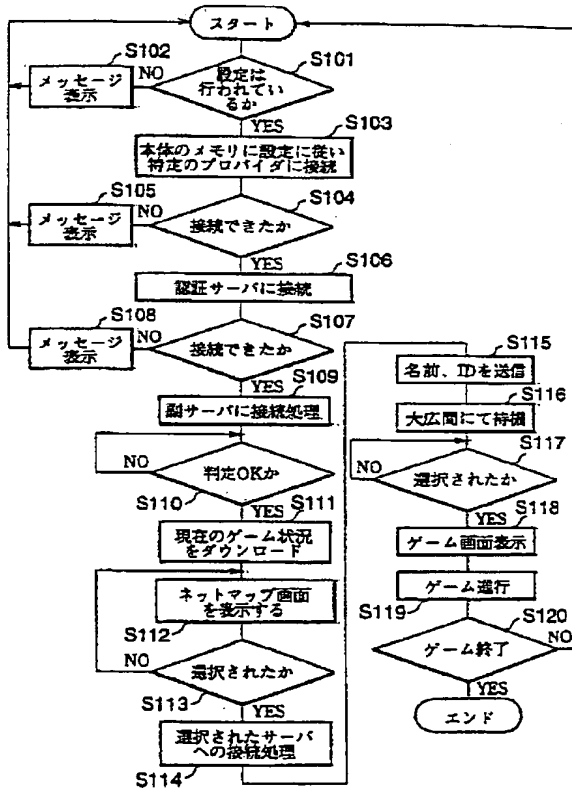 スタート
S102
メッセージ
表示
NO
S101
設定は
行われてい
るか
YES
S103
本体のメモリに設定に従い
特定のプロバイダに接続
S105
メッセージ
表示
NO
S104
接続できたか
YES
S106
認証サーバに接続
S108
メッセージ
表示
NO
S107
接続できたか
YES
S109
副サーバに接続処理
NO
判定OKか
S110
YES
S111
現在のゲーム状況
をダウンロード
ネットマップ画面
を表示する
S112
NO
選択されたか
S113
YES
選択されたサーバ
への接続処理
S114
S115
名前、IDを送信
S116
大広間にて待機
S117
NO
選択されたか
YES
S118
ゲーム画面表示
ゲーム進行
S119
S120
ゲーム終了
NO
YES
エンド